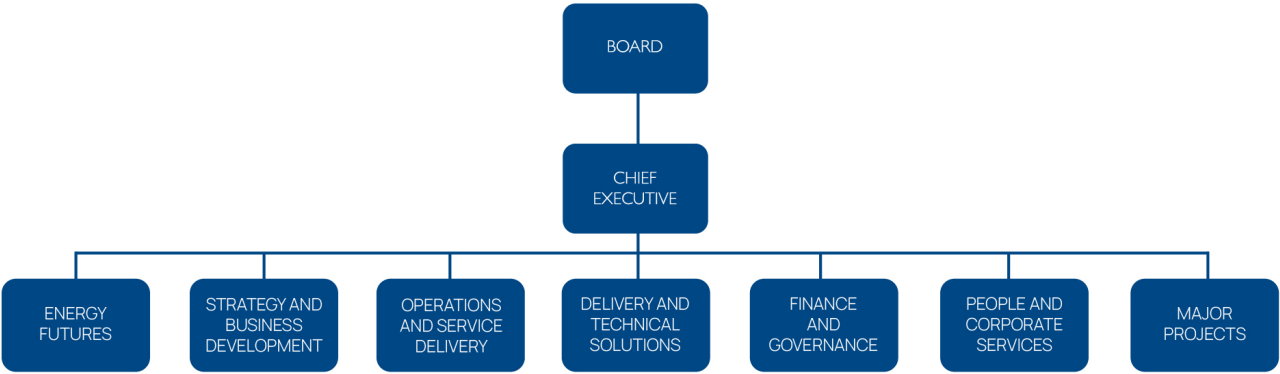 BOARD
CHIEF
EXECUTIVE
ENERGY
FUTURES
STRATEGY AND
BUSINESS
DEVELOPMENT
OPERATIONS
AND SERVICE
DELIVERY
DELIVERY AND
TECHNICAL
SOLUTIONS
FINANCE
AND
GOVERNANCE
PEOPLE AND
CORPORATE
SERVICES
MAJOR
PROJECTS